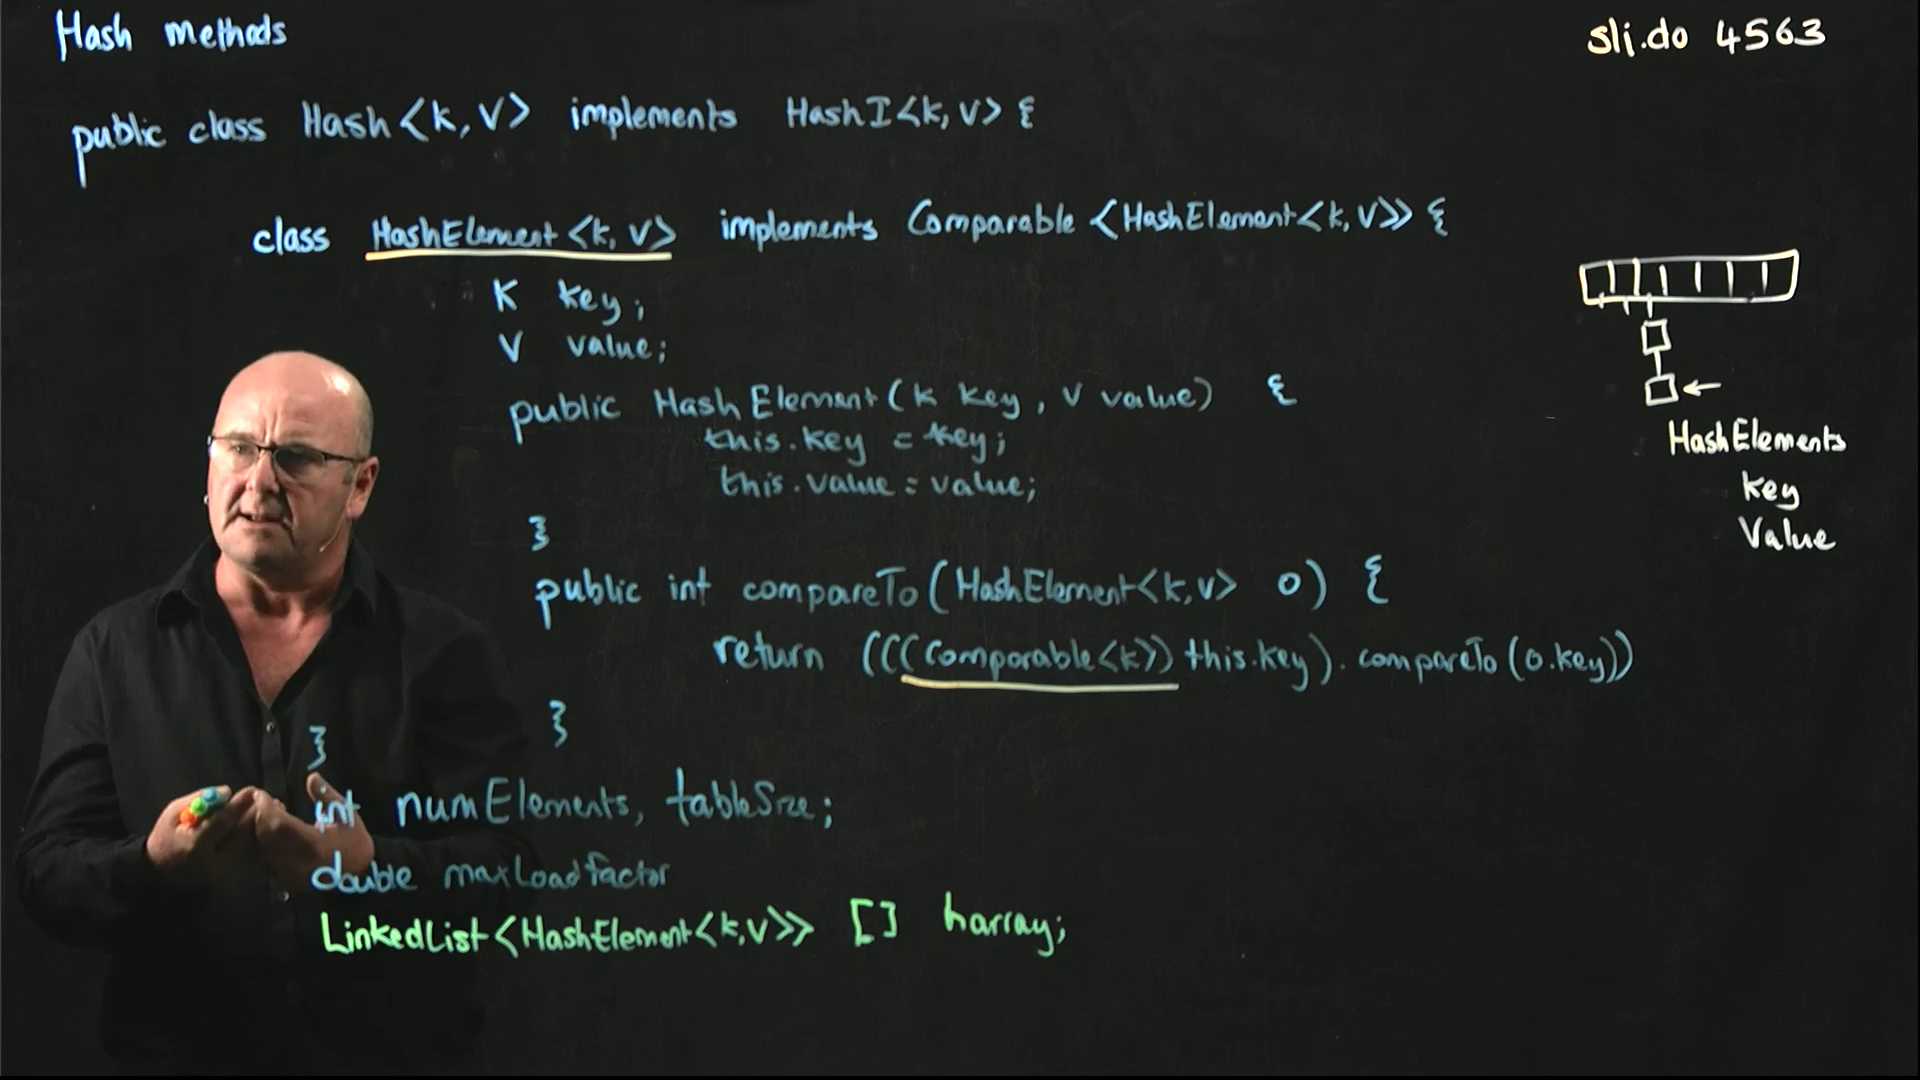 Hash methods
sli.do 4563
public class Hash<K,V> implements HashI<K,V> {
class HashElement<K,V> implements Comparable<HashElement<K,V>> {
K key;
V value;
public HashElement(K key, V value) {
this.key = key;
this.value = value;
}
public int compareTo(HashElement<K,V> o) {
return (((Comparable<K>) this.key).compareTo(o.key))
}
}
int numElements, tableSize;
double maxLoadfactor
LinkedList<HashElement<K,V>> [] harray;
HashElements
key
Value